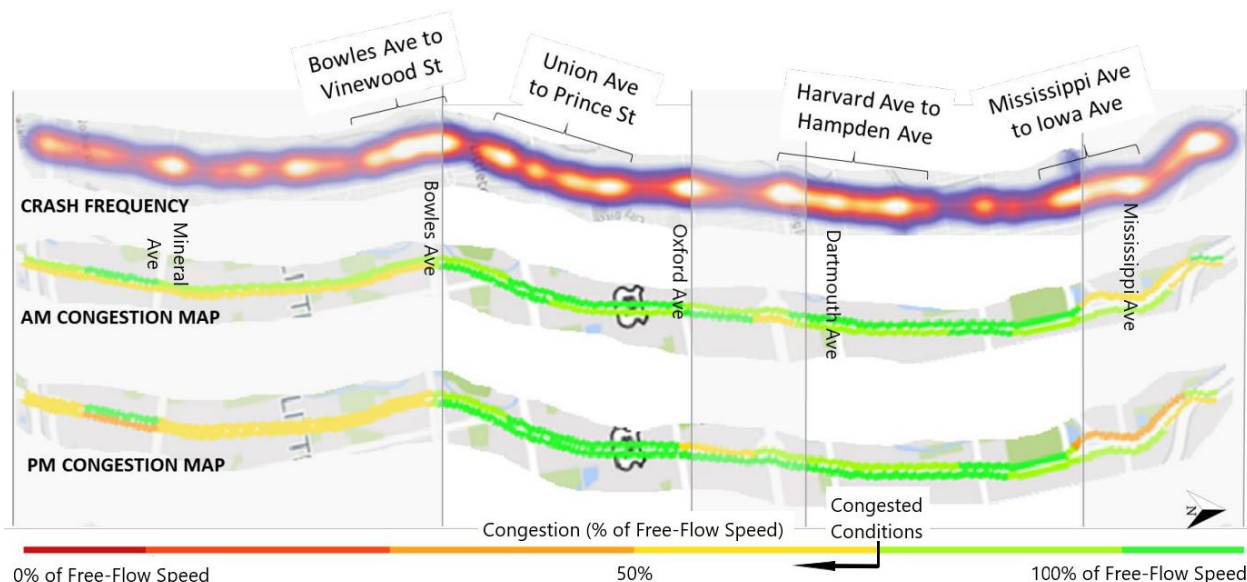 Bowles Ave to
Vinewood St
Union Ave
to Prince St
Harvard Ave to
Hampden Ave
Mississippi Ave
to Iowa Ave
CRASH FREQUENCY
Mineral
Ave
Bowles Ave
Oxford Ave
Dartmouth Ave
Mississippi Ave
AM CONGESTION MAP
PM CONGESTION MAP
N
Congestion (% of Free-Flow Speed)
Congested
Conditions
0% of Free-Flow Speed
50%
100% of Free-Flow Speed